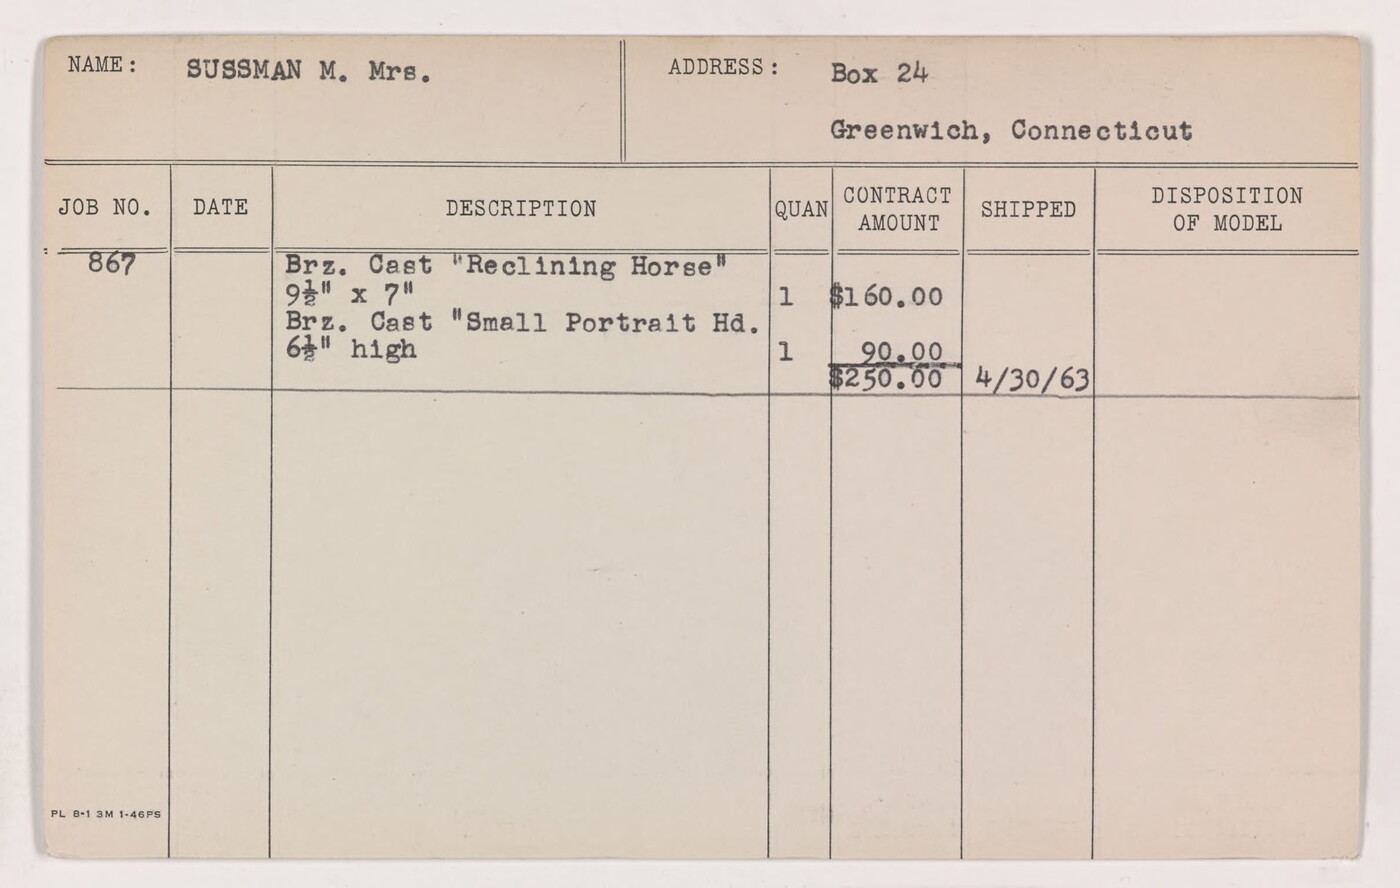 NAME: SUSSMAN M. Mrs. ADDRESS: Box 24
Greenwich, Connecticut
JOB NO. DATE DESCRIPTION QUAN CONTRACT AMOUNT SHIPPED DISPOSITION OF MODEL
867 Brz. Cast "Reclining Horse"
9½" x 7" 1 $160.00
Brz. Cast "Small Portrait Hd.
6½" high 1 90.00
$250.00 4/30/63
PL 8-1 3M 1-46PS